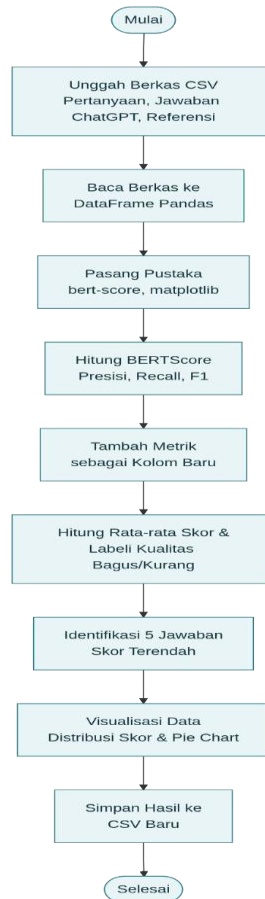 Mulai
Unggah Berkas CSV
Pertanyaan, Jawaban
ChatGPT, Referensi
Baca Berkas ke
DataFrame Pandas
Pasang Pustaka
bert-score, matplotlib
Hitung BERTScore
Presisi, Recall, F1
Tambah Metrik
sebagai Kolom Baru
Hitung Rata-rata Skor &
Labeli Kualitas
Bagus/Kurang
Identifikasi 5 Jawaban
Skor Terendah
Visualisasi Data
Distribusi Skor & Pie Chart
Simpan Hasil ke
CSV Baru
Selesai